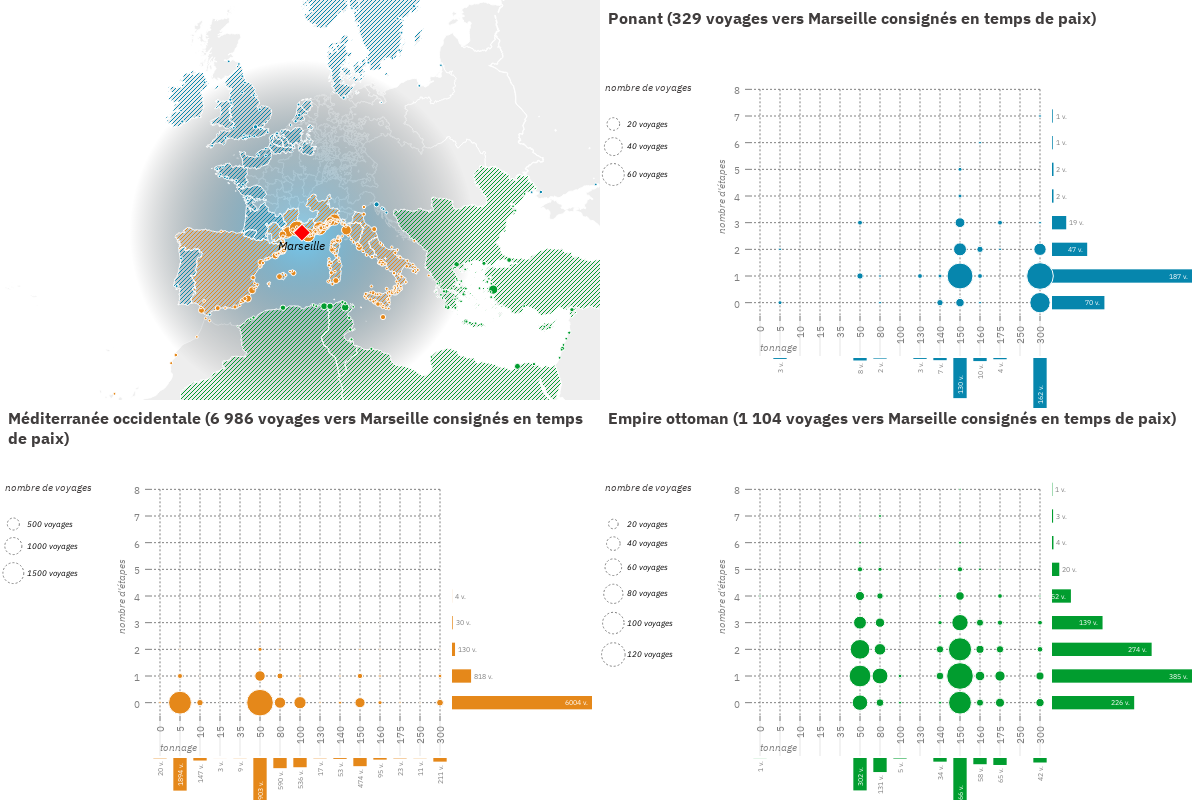 Marseille
Ponant (329 voyages vers Marseille consignés en temps de paix)
nombre de voyages
20 voyages
40 voyages
60 voyages
nombre d'étapes
8
7
6
5
4
3
2
1
0
1 v.
1 v.
2 v.
2 v.
19 v.
47 v.
187 v.
70 v.
0 5 10 15 35 50 80 100 130 140 150 160 175 250 300
tonnage
3 v. 8 v. 2 v. 3 v. 7 v. 130 v. 10 v. 4 v. 162 v.
Méditerranée occidentale (6 986 voyages vers Marseille consignés en temps
de paix)
nombre de voyages
500 voyages
1000 voyages
1500 voyages
nombre d'étapes
8
7
6
5
4
3
2
1
0
4 v.
30 v.
130 v.
818 v.
6004 v.
0 5 10 15 35 50 80 100 130 140 150 160 175 250 300
tonnage
20 v. 1894 v. 147 v. 3 v. 9 v. 903 v. 590 v. 536 v. 17 v. 53 v. 474 v. 95 v. 23 v. 11 v. 211 v.
Empire ottoman (1 104 voyages vers Marseille consignés en temps de paix)
nombre de voyages
20 voyages
40 voyages
60 voyages
80 voyages
100 voyages
120 voyages
nombre d'étapes
8
7
6
5
4
3
2
1
0
1 v.
3 v.
4 v.
20 v.
52 v.
139 v.
274 v.
385 v.
226 v.
0 5 10 15 35 50 80 100 130 140 150 160 175 250 300
tonnage
1 v. 302 v. 131 v. 5 v. 34 v. 66 v. 58 v. 65 v. 42 v.